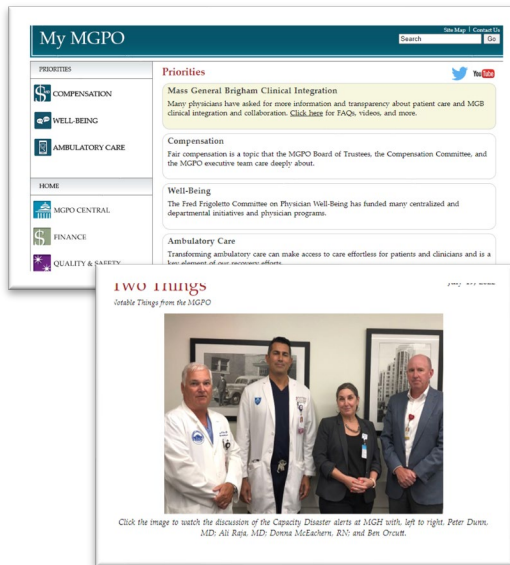 My MGPO
Site Map | Contact Us
Search Go
PRIORITIES
COMPENSATION
WELL-BEING
AMBULATORY CARE
HOME
MGPO CENTRAL
FINANCE
QUALITY & SAFETY
Priorities
You Tube
Mass General Brigham Clinical Integration
Many physicians have asked for more information and transparency about patient care and MGB
clinical integration and collaboration. Click here for FAQs, videos, and more.
Compensation
Fair compensation is a topic that the MGPO Board of Trustees, the Compensation Committee, and
the MGPO executive team care deeply about.
Well-Being
The Fred Frigoletto Committee on Physician Well-Being has funded many centralized and
departmental initiatives and physician programs.
Ambulatory Care
Transforming ambulatory care can make access to care effortless for patients and clinicians and is a
key element of our recovery efforts.
Two Things
Notable Things from the MGPO
Click the image to watch the discussion of the Capacity Disaster alerts at MGH with, left to right, Peter Dunn,
MD; Ali Raja, MD; Donna McEachern, RN; and Ben Orcutt.